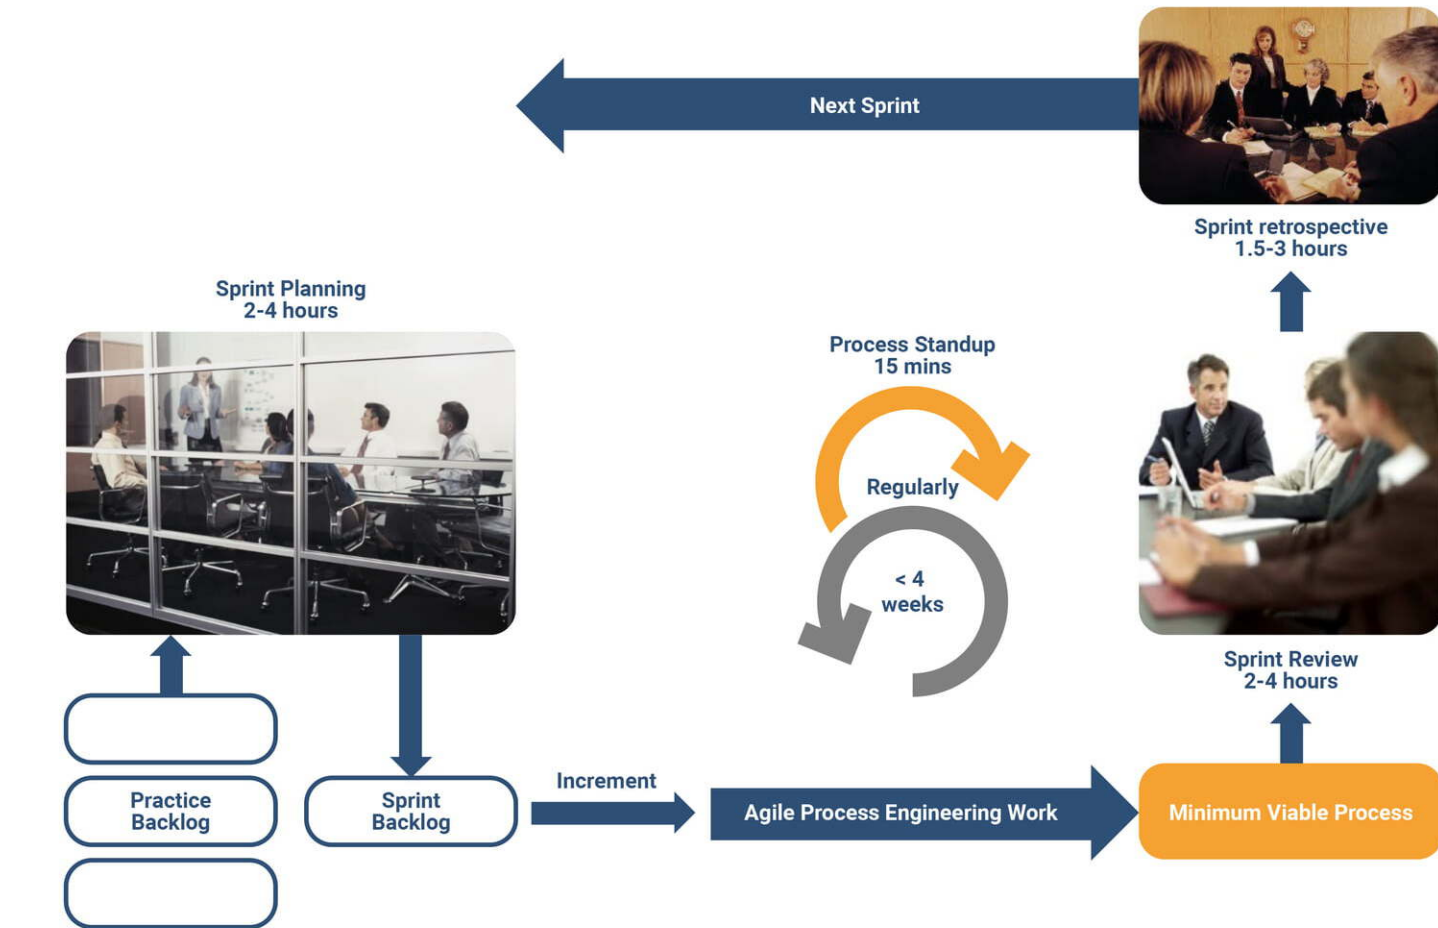 Next Sprint
Sprint retrospective
1.5-3 hours
Sprint Planning
2-4 hours
Process Standup
15 mins
Regularly
< 4
weeks
Sprint Review
2-4 hours
Practice
Backlog
Sprint
Backlog
Increment
Agile Process Engineering Work
Minimum Viable Process